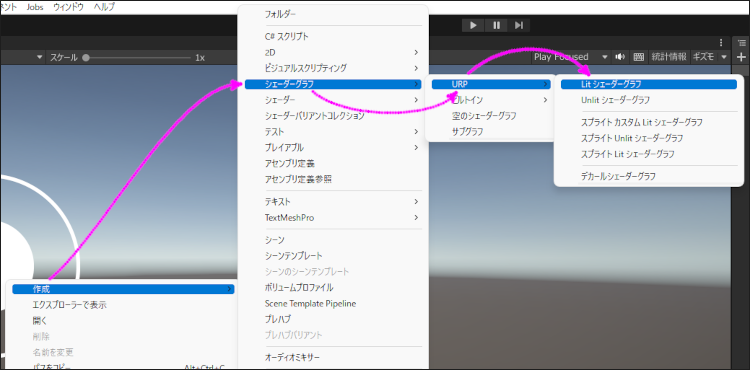 ネント Jobs ウィンドウ ヘルプ
スケール 1x
Play Focused 統計情報 ギズモ
フォルダー
C# スクリプト
2D
ビジュアルスクリプティング
シェーダーグラフ
シェーダー
シェーダーバリアントコレクション
テスト
プレイアブル
アセンブリ定義
アセンブリ定義参照
テキスト
TextMeshPro
シーン
シーンテンプレート
シーンのシーンテンプレート
ボリュームプロファイル
Scene Template Pipeline
プレハブ
プレハブバリアント
オーディオミキサー
URP
ビルトイン
空のシェーダーグラフ
サブグラフ
Lit シェーダーグラフ
Unlit シェーダーグラフ
スプライト カスタム Lit シェーダーグラフ
スプライト Unlit シェーダーグラフ
スプライト Lit シェーダーグラフ
デカールシェーダーグラフ
作成
エクスプローラーで表示
開く
削除
名前を変更
パスをコピー Alt+Ctrl+C